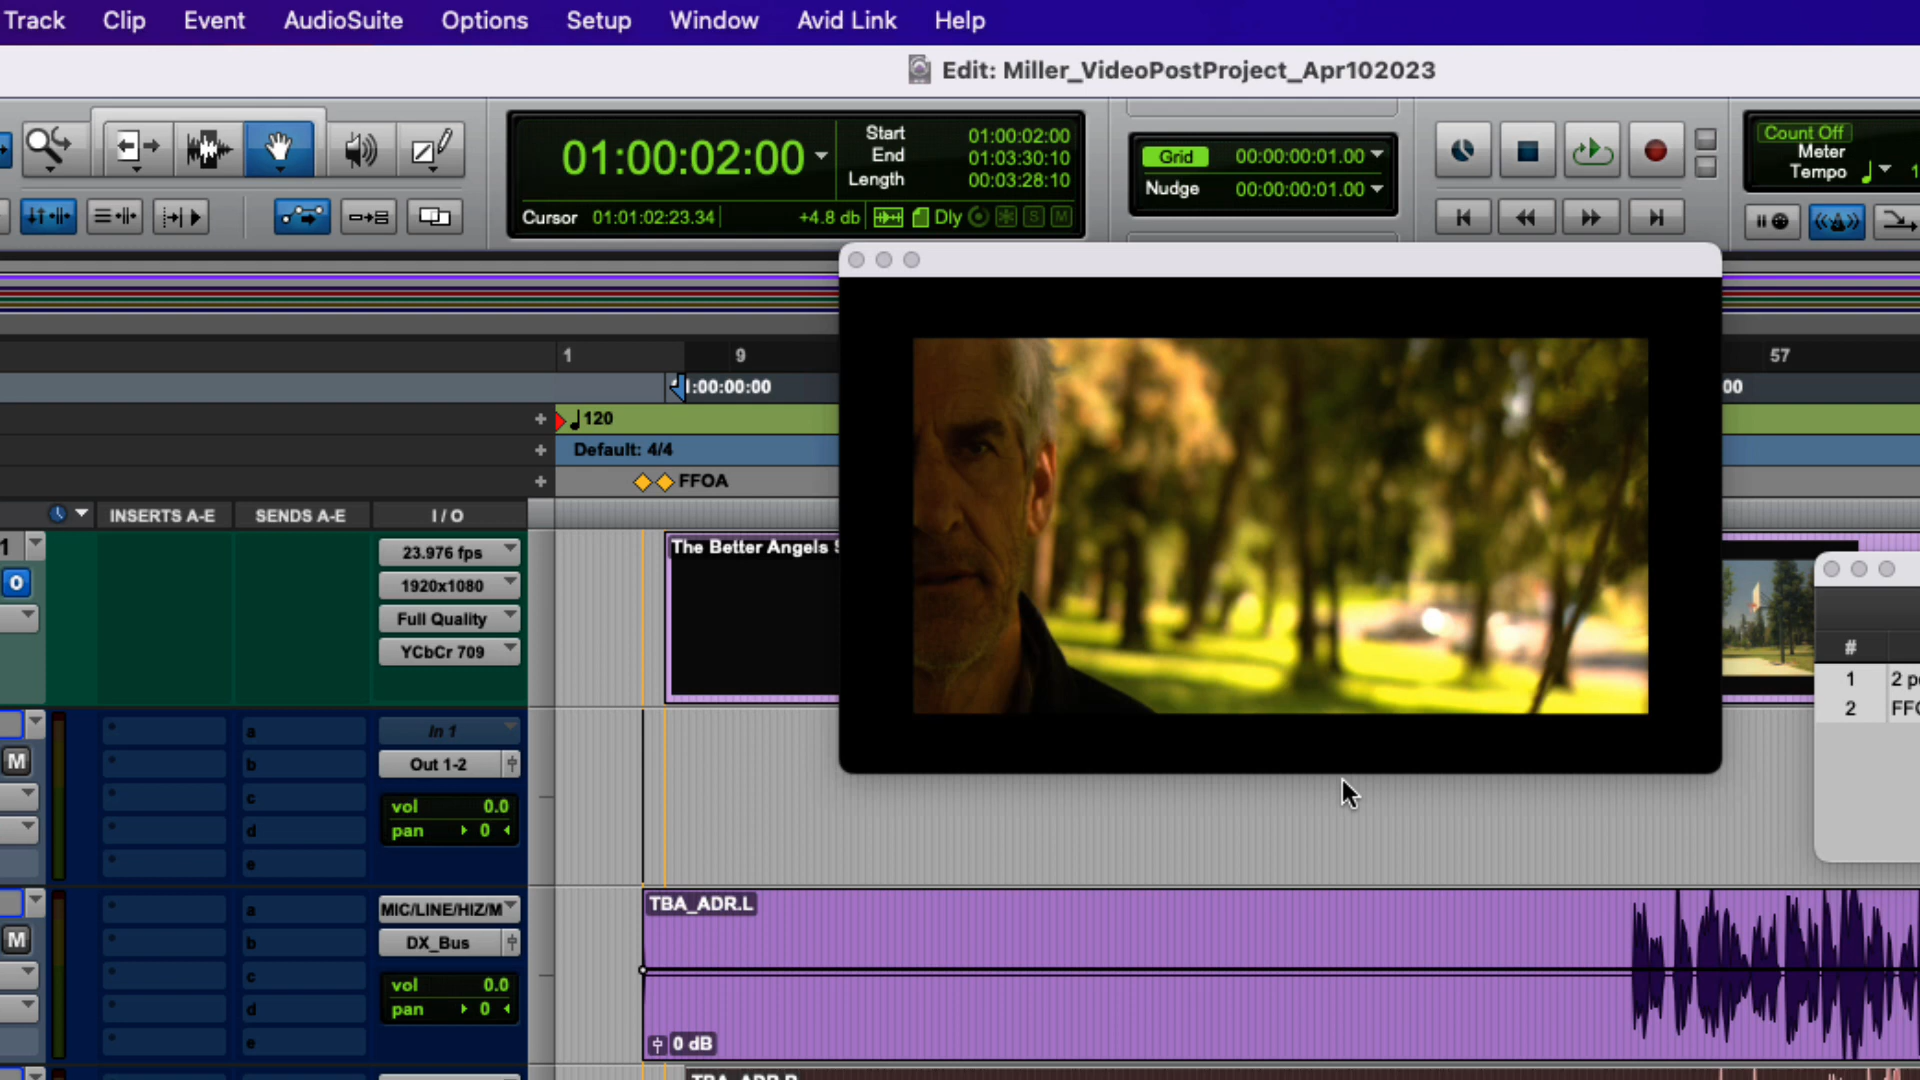 Track Clip Event AudioSuite Options Setup Window Avid Link Help
Edit: Miller_VideoPostProject_Apr102023
01:00:02:00
Start 01:00:02:00
End 01:03:30:10
Length 00:03:28:10
Cursor 01:01:02:23.34 +4.8 db Dly S M
Grid 00:00:00:01.00
Nudge 00:00:00:01.00
Count Off
Meter
Tempo
1 9 57
1:00:00:00 00
120
Default: 4/4
FFOA
INSERTS A-E SENDS A-E I / O
1
23.976 fps
O
1920x1080
Full Quality
YCbCr 709
The Better Angels
#
1 2
2
In 1
a
M b Out 1-2
c vol 0.0
d pan 0
e
a MIC/LINE/HIZ/M
M b DX_Bus
c vol 0.0
d pan 0
e
TBA_ADR.L
0 dB
TBA_ADR.R